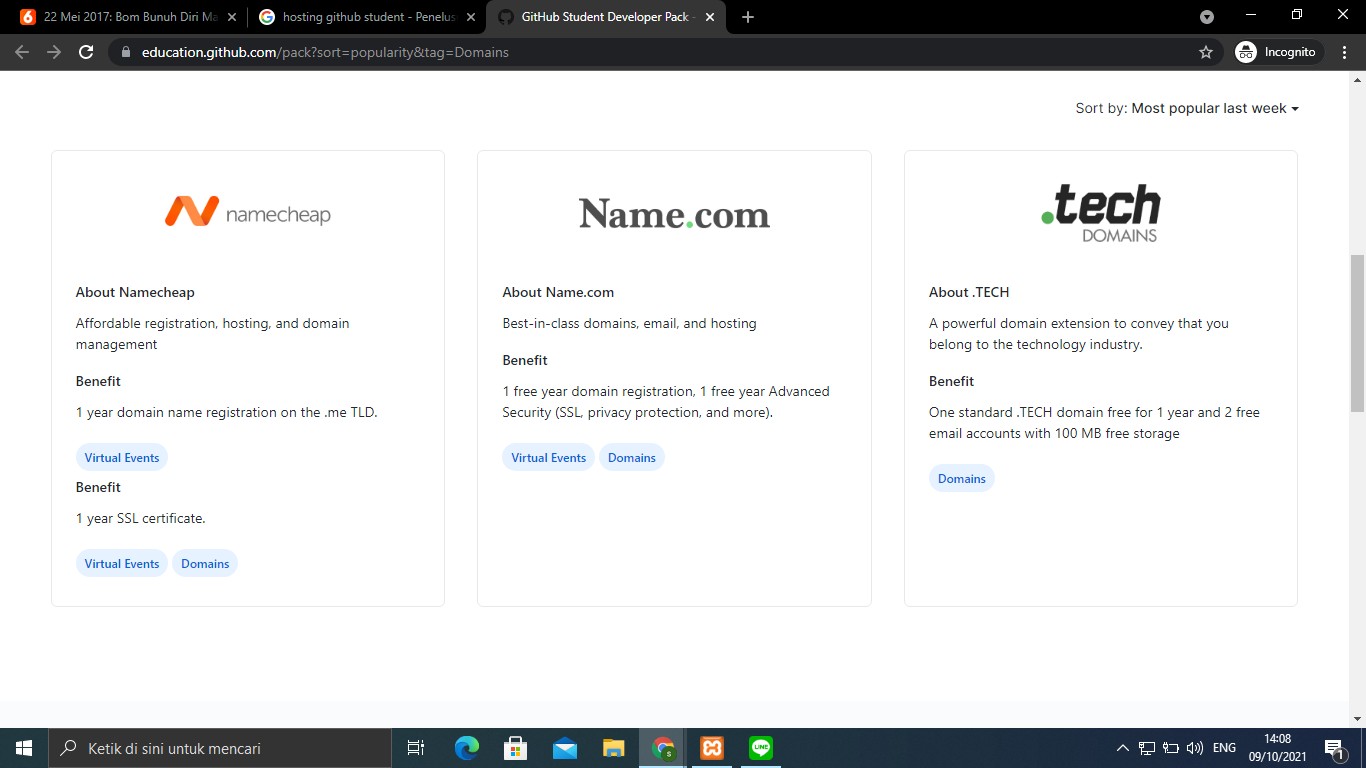 22 Mei 2017: Bom Bunuh Diri Ma
hosting github student - Penelus
GitHub Student Developer Pack -
education.github.com/pack?sort=popularity&tag=Domains
Incognito
Sort by: Most popular last week
namecheap
About Namecheap
Affordable registration, hosting, and domain
management
Benefit
1 year domain name registration on the .me TLD.
Virtual Events
Benefit
1 year SSL certificate.
Virtual Events Domains
Name.com
About Name.com
Best-in-class domains, email, and hosting
Benefit
1 free year domain registration, 1 free year Advanced
Security (SSL, privacy protection, and more).
Virtual Events Domains
.tech
DOMAINS
About .TECH
A powerful domain extension to convey that you
belong to the technology industry.
Benefit
One standard .TECH domain free for 1 year and 2 free
email accounts with 100 MB free storage
Domains
Ketik di sini untuk mencari
LINE
ENG
14:08
09/10/2021
1